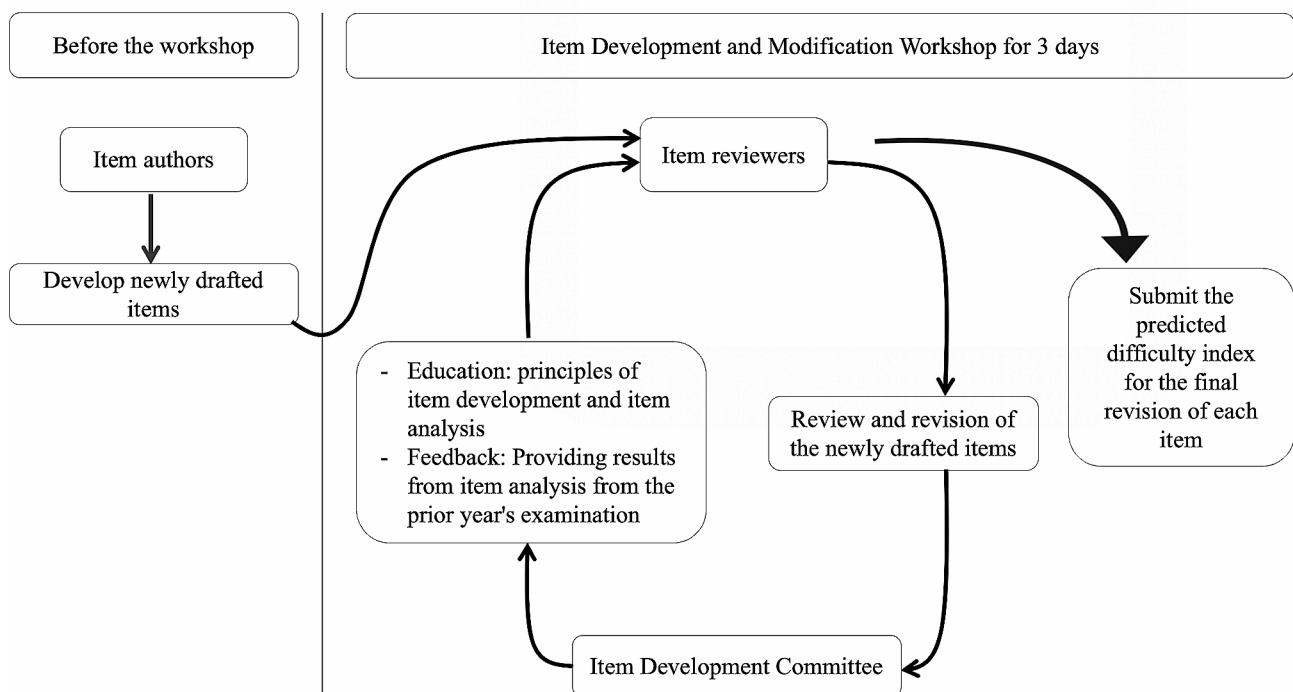 Before the workshop
Item Development and Modification Workshop for 3 days
Item authors
Develop newly drafted
items
Item reviewers
- Education: principles of
item development and item
analysis
- Feedback: Providing results
from item analysis from the
prior year's examination
Review and revision of
the newly drafted items
Submit the
predicted
difficulty index
for the final
revision of each
item
Item Development Committee